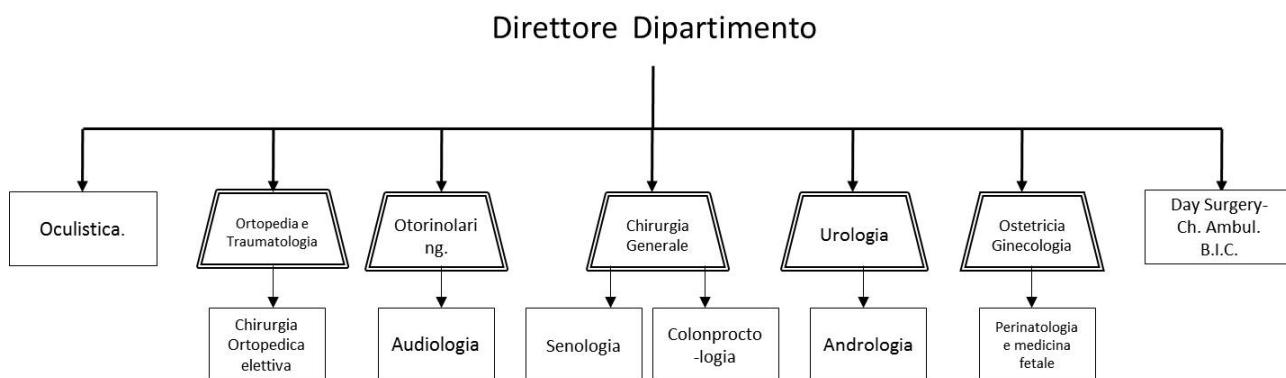 Direttore Dipartimento
Oculistica.
Ortopedia e
Traumatologia
Otorinolari
ng.
Chirurgia
Generale
Urologia
Ostetricia
Ginecologia
Day Surgery-
Ch. Ambul.
B.I.C.
Chirurgia
Ortopedica
elettiva
Audiologia
Senologia
Colonprocto
-logia
Andrologia
Perinatologia
e medicina
fetale